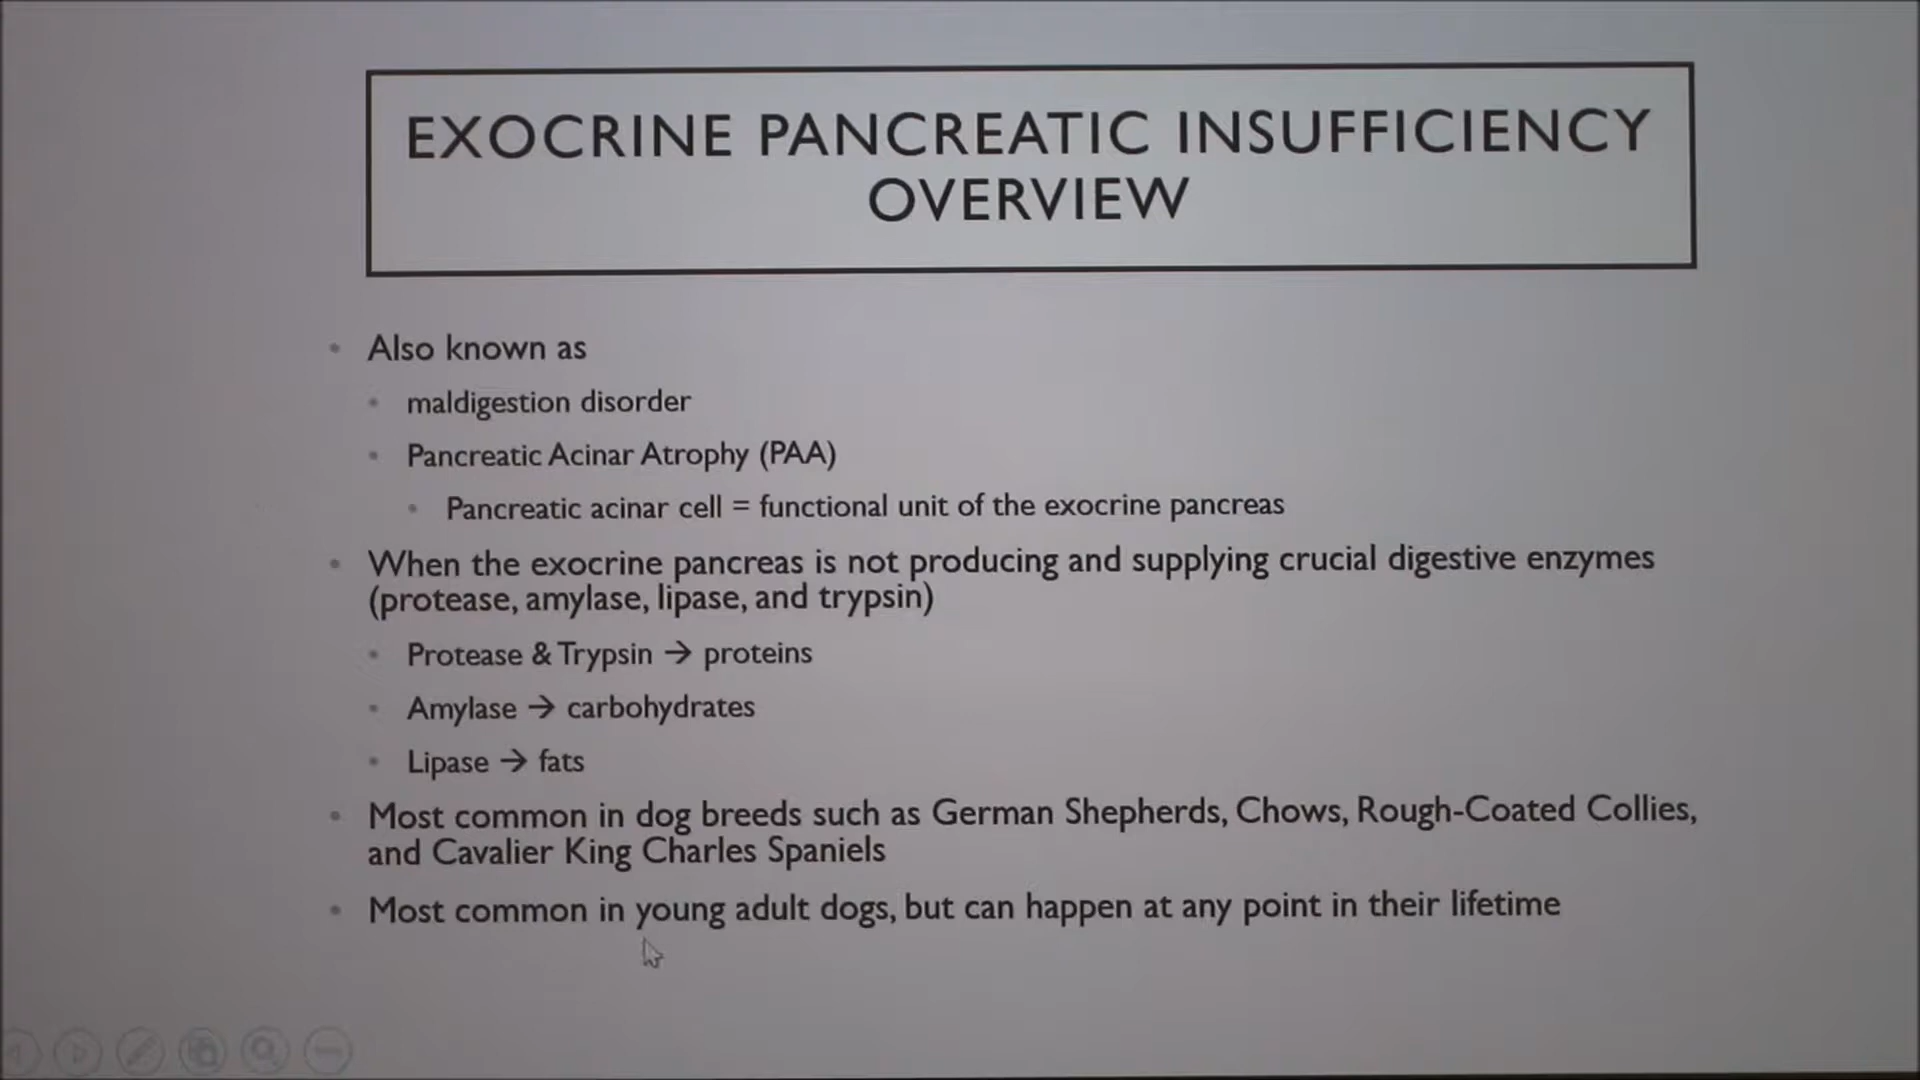 EXOCRINE PANCREATIC INSUFFICIENCY
OVERVIEW
• Also known as
• maldigestion disorder
• Pancreatic Acinar Atrophy (PAA)
• Pancreatic acinar cell = functional unit of the exocrine pancreas
• When the exocrine pancreas is not producing and supplying crucial digestive enzymes
(protease, amylase, lipase, and trypsin)
• Protease & Trypsin → proteins
• Amylase → carbohydrates
• Lipase → fats
• Most common in dog breeds such as German Shepherds, Chows, Rough-Coated Collies,
and Cavalier King Charles Spaniels
• Most common in young adult dogs, but can happen at any point in their lifetime